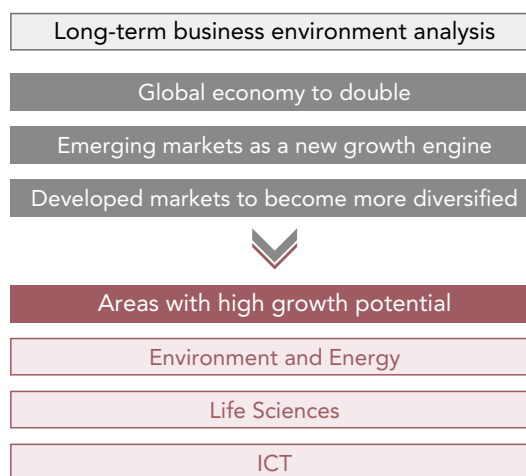 Long-term business environment analysis
Global economy to double
Emerging markets as a new growth engine
Developed markets to become more diversified
Areas with high growth potential
Environment and Energy
Life Sciences
ICT